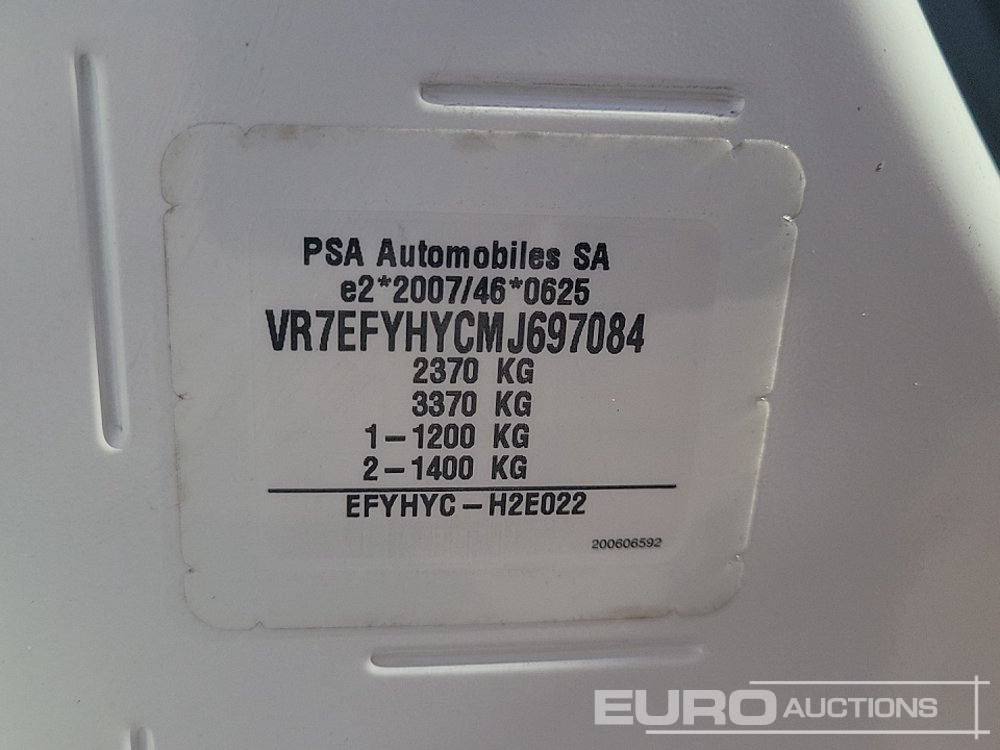 PSA Automobiles SA
e2*2007/46*0625
VR7EFYHYCMJ697084
2370 KG
3370 KG
1-1200 KG
2-1400 KG
EFYHYC-H2E022
200606592
EURO AUCTIONS